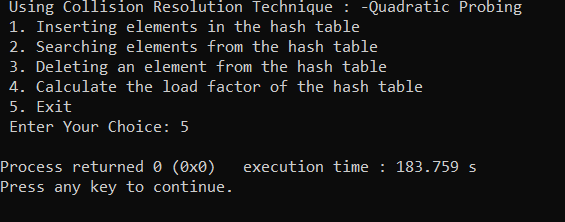 Using Collision Resolution Technique : -Quadratic Probing
1. Inserting elements in the hash table
2. Searching elements from the hash table
3. Deleting an element from the hash table
4. Calculate the load factor of the hash table
5. Exit
Enter Your Choice: 5
Process returned 0 (0x0)   execution time : 183.759 s
Press any key to continue.